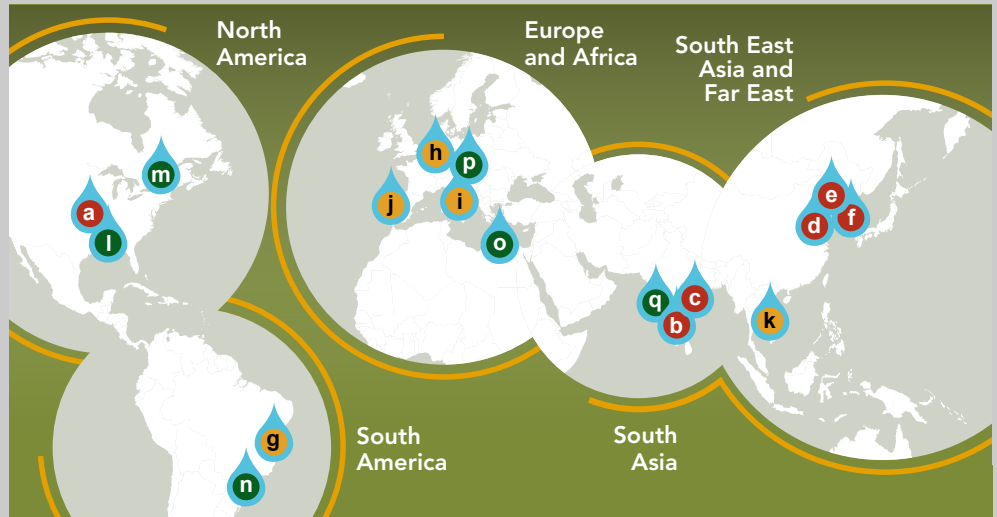 North
America
Europe
and Africa
South East
Asia and
Far East
m
a
l
h
p
j
i
o
e
d
f
q
c
b
k
g
n
South
America
South
Asia